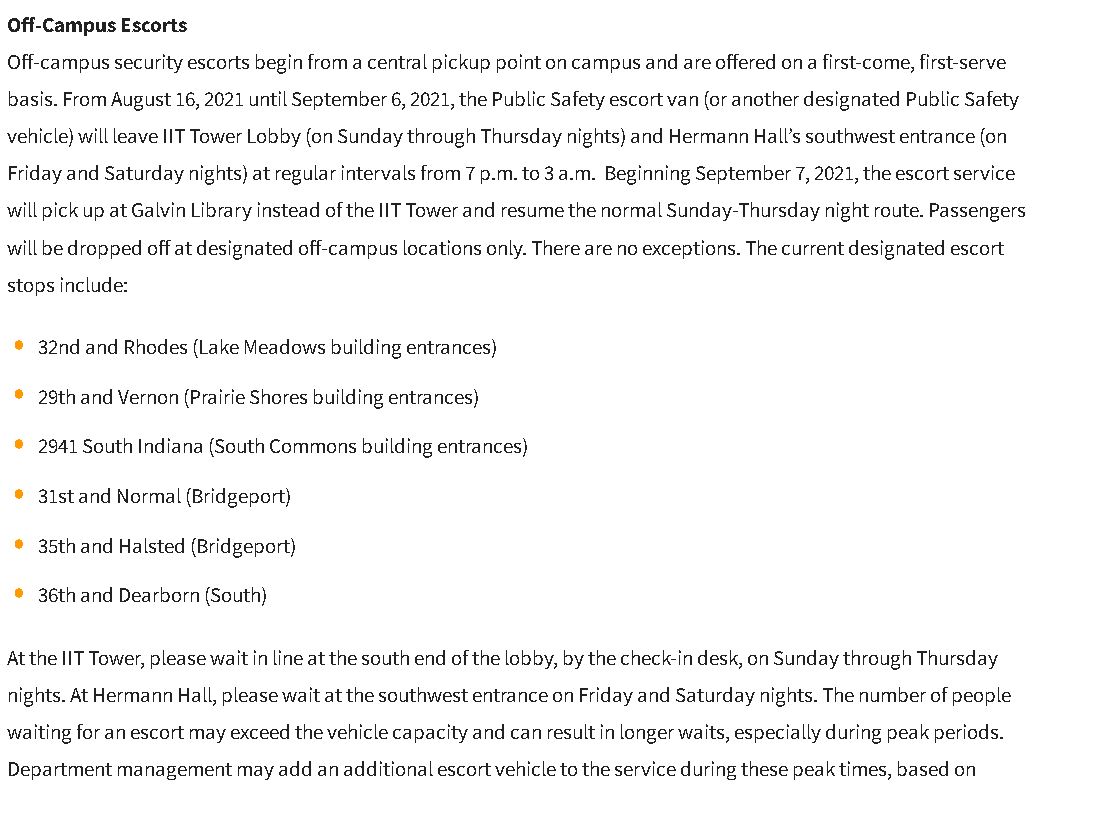 Off-Campus Escorts
Off-campus security escorts begin from a central pickup point on campus and are offered on a first-come, first-serve
basis. From August 16, 2021 until September 6, 2021, the Public Safety escort van (or another designated Public Safety
vehicle) will leave IIT Tower Lobby (on Sunday through Thursday nights) and Hermann Hall’s southwest entrance (on
Friday and Saturday nights) at regular intervals from 7 p.m. to 3 a.m.  Beginning September 7, 2021, the escort service
will pick up at Galvin Library instead of the IIT Tower and resume the normal Sunday-Thursday night route. Passengers
will be dropped off at designated off-campus locations only. There are no exceptions. The current designated escort
stops include:
• 32nd and Rhodes (Lake Meadows building entrances)
• 29th and Vernon (Prairie Shores building entrances)
• 2941 South Indiana (South Commons building entrances)
• 31st and Normal (Bridgeport)
• 35th and Halsted (Bridgeport)
• 36th and Dearborn (South)
At the IIT Tower, please wait in line at the south end of the lobby, by the check-in desk, on Sunday through Thursday
nights. At Hermann Hall, please wait at the southwest entrance on Friday and Saturday nights. The number of people
waiting for an escort may exceed the vehicle capacity and can result in longer waits, especially during peak periods.
Department management may add an additional escort vehicle to the service during these peak times, based on